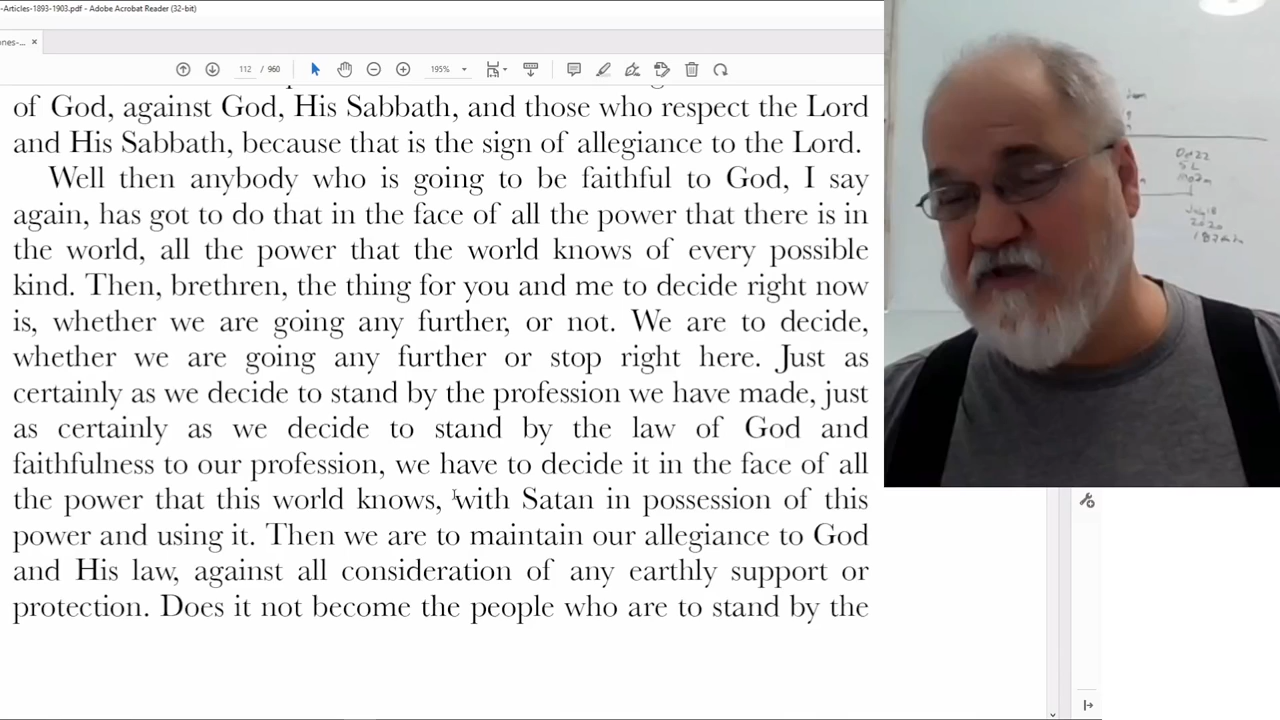 -Articles-1893-1903.pdf - Adobe Acrobat Reader (32-bit)
ones-... ×
112 / 960
195%
of God, against God, His Sabbath, and those who respect the Lord
and His Sabbath, because that is the sign of allegiance to the Lord.
Well then anybody who is going to be faithful to God, I say
again, has got to do that in the face of all the power that there is in
the world, all the power that the world knows of every possible
kind. Then, brethren, the thing for you and me to decide right now
is, whether we are going any further, or not. We are to decide,
whether we are going any further or stop right here. Just as
certainly as we decide to stand by the profession we have made, just
as certainly as we decide to stand by the law of God and
faithfulness to our profession, we have to decide it in the face of all
the power that this world knows, with Satan in possession of this
power and using it. Then we are to maintain our allegiance to God
and His law, against all consideration of any earthly support or
protection. Does it not become the people who are to stand by the
Oct 22
July 18
2020